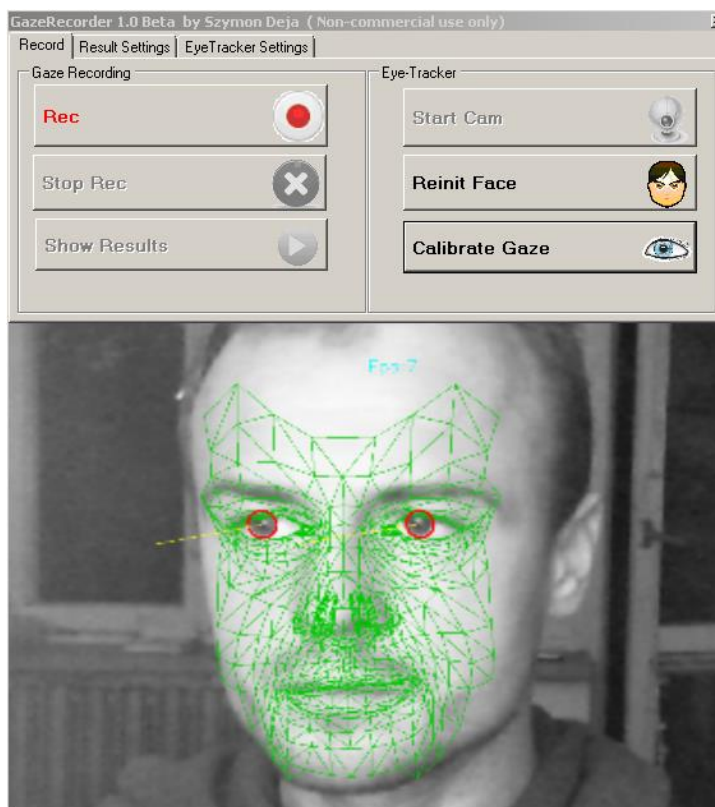 GazeRecorder 1.0 Beta by Szymon Deja ( Non-commercial use only)
Record Result Settings EyeTracker Settings
Gaze Recording
Rec
Stop Rec
Show Results
Eye-Tracker
Start Cam
Reinit Face
Calibrate Gaze
Fps:7